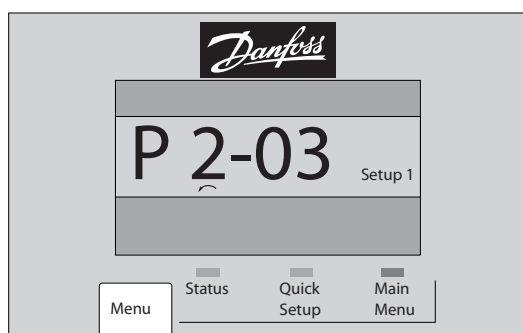 Danfoss
P 2-03
Setup 1
Status
Quick Setup
Main Menu
Menu